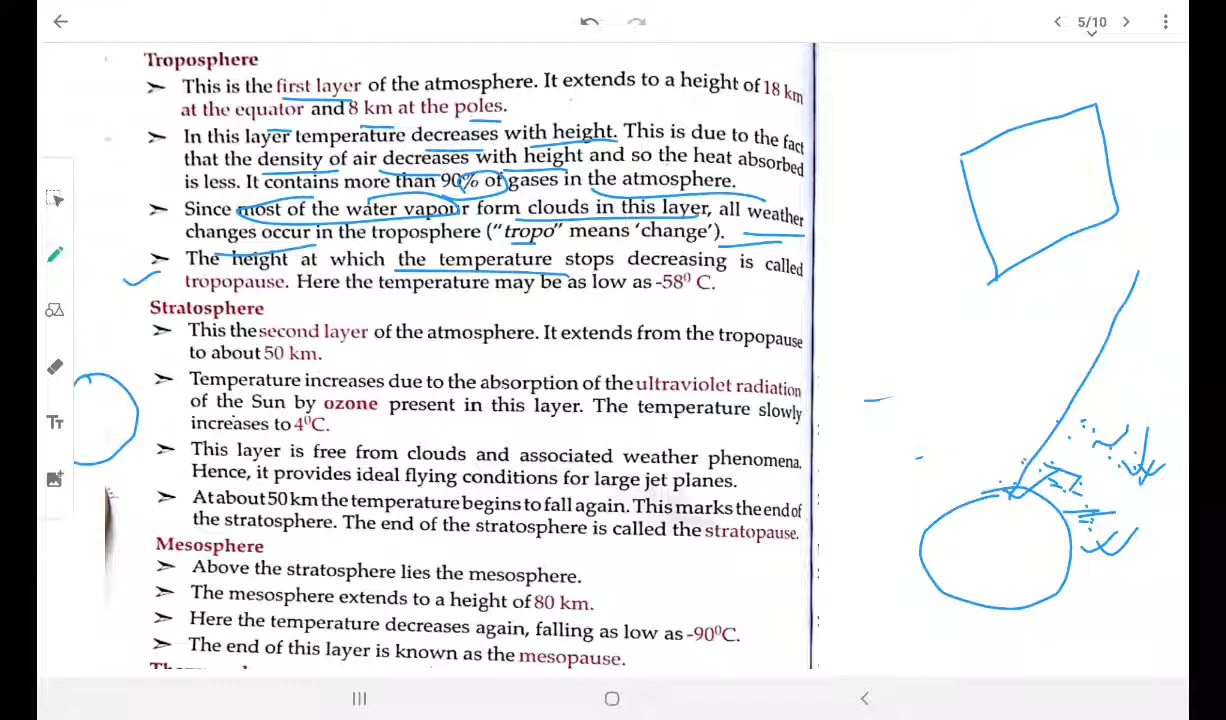 5/10
Troposphere
➢ This is the first layer of the atmosphere. It extends to a height of 18 km
at the equator and 8 km at the poles.
➢ In this layer temperature decreases with height. This is due to the fact
that the density of air decreases with height and so the heat absorbed
is less. It contains more than 90% of gases in the atmosphere.
➢ Since most of the water vapour form clouds in this layer, all weather
changes occur in the troposphere ("tropo" means 'change').
➢ The height at which the temperature stops decreasing is called
tropopause. Here the temperature may be as low as -58⁰ C.
Stratosphere
➢ This the second layer of the atmosphere. It extends from the tropopause
to about 50 km.
➢ Temperature increases due to the absorption of the ultraviolet radiation
of the Sun by ozone present in this layer. The temperature slowly
increases to 4⁰C.
➢ This layer is free from clouds and associated weather phenomena.
Hence, it provides ideal flying conditions for large jet planes.
➢ At about 50 km the temperature begins to fall again. This marks the end of
the stratosphere. The end of the stratosphere is called the stratopause.
Mesosphere
➢ Above the stratosphere lies the mesosphere.
➢ The mesosphere extends to a height of 80 km.
➢ Here the temperature decreases again, falling as low as -90⁰C.
➢ The end of this layer is known as the mesopause.
Tт